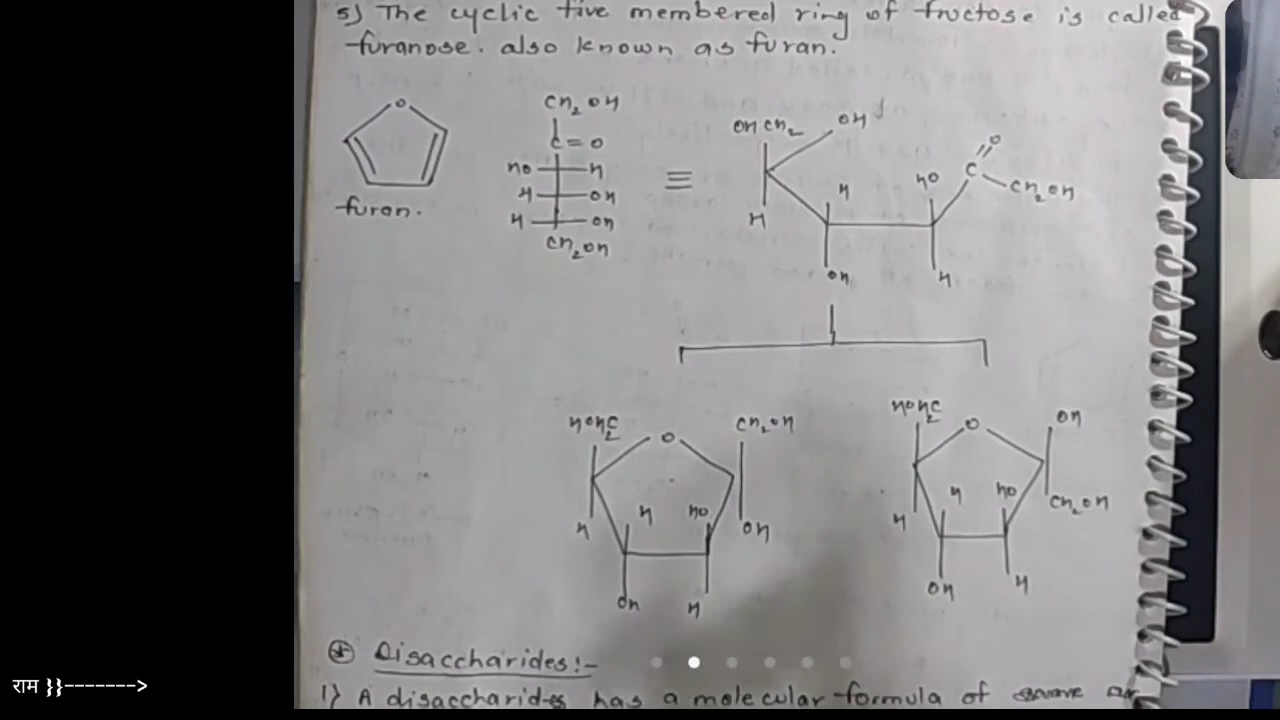 5) The cyclic five membered ring of fructose is called
furanose. also known as furan.
O
furan.
CH2OH
C=O
HO H
H OH
H OH
CH2OH
≡
OHCH2 OH
H
H
OH
HO
H
C
O
CH2OH
HOH2C O CH2OH
H H HO OH
OH H
HOH2C O OH
H H HO CH2OH
OH H
Disaccharides:-
1) A disaccharides has a molecular formula of
राम }}------->